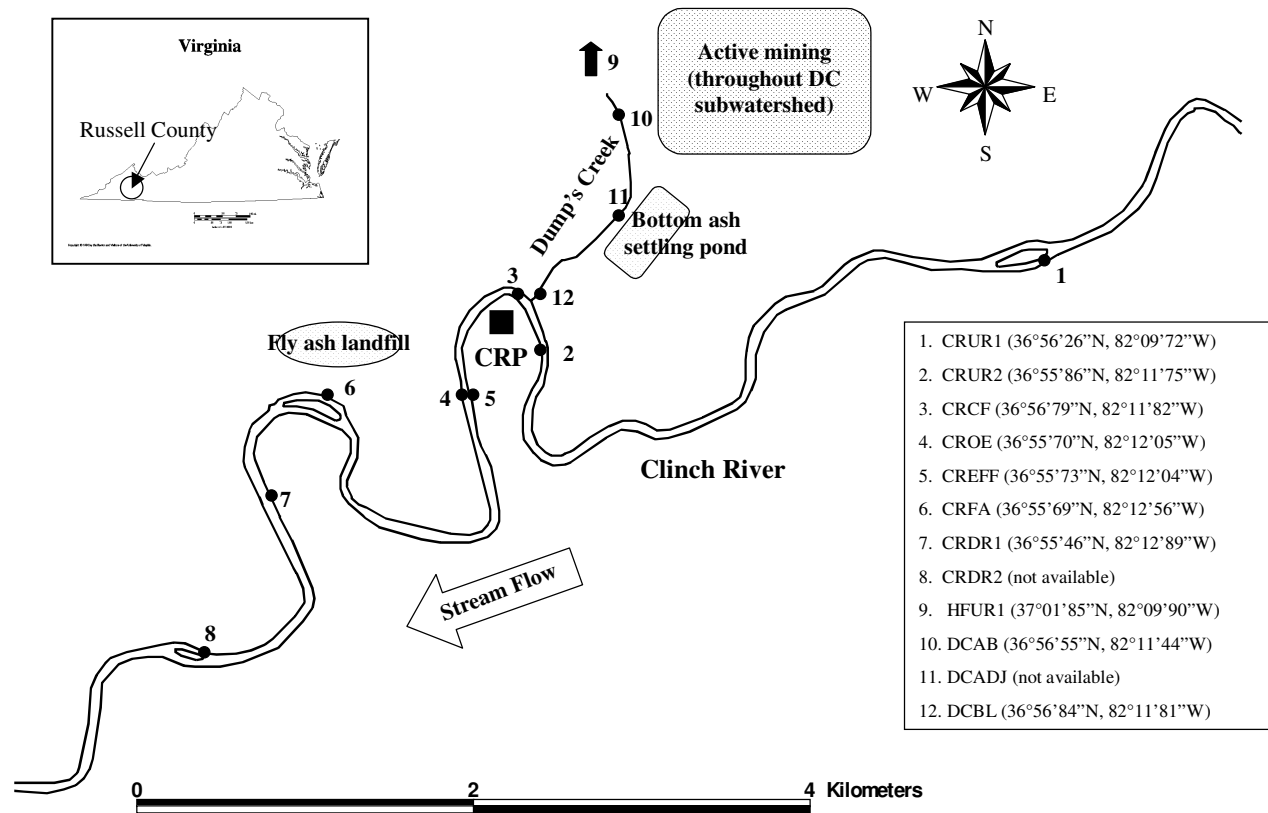 Virginia
Russell County
9
Active mining
(throughout DC
subwatershed)
N
W
E
S
10
Dump's Creek
11
Bottom ash
settling pond
1
3
12
Fly ash landfill
CRP
2
6
4
5
Clinch River
7
Stream Flow
8
1. CRUR1 (36°56'26”N, 82°09'72”W)
2. CRUR2 (36°55'86”N, 82°11'75”W)
3. CRCF (36°56'79”N, 82°11'82”W)
4. CROE (36°55'70”N, 82°12'05”W)
5. CREFF (36°55'73”N, 82°12'04”W)
6. CRFA (36°55'69”N, 82°12'56”W)
7. CRDR1 (36°55'46”N, 82°12'89”W)
8. CRDR2 (not available)
9. HFUR1 (37°01'85”N, 82°09'90”W)
10. DCAB (36°56'55”N, 82°11'44”W)
11. DCADJ (not available)
12. DCBL (36°56'84”N, 82°11'81”W)
0
2
4
Kilometers